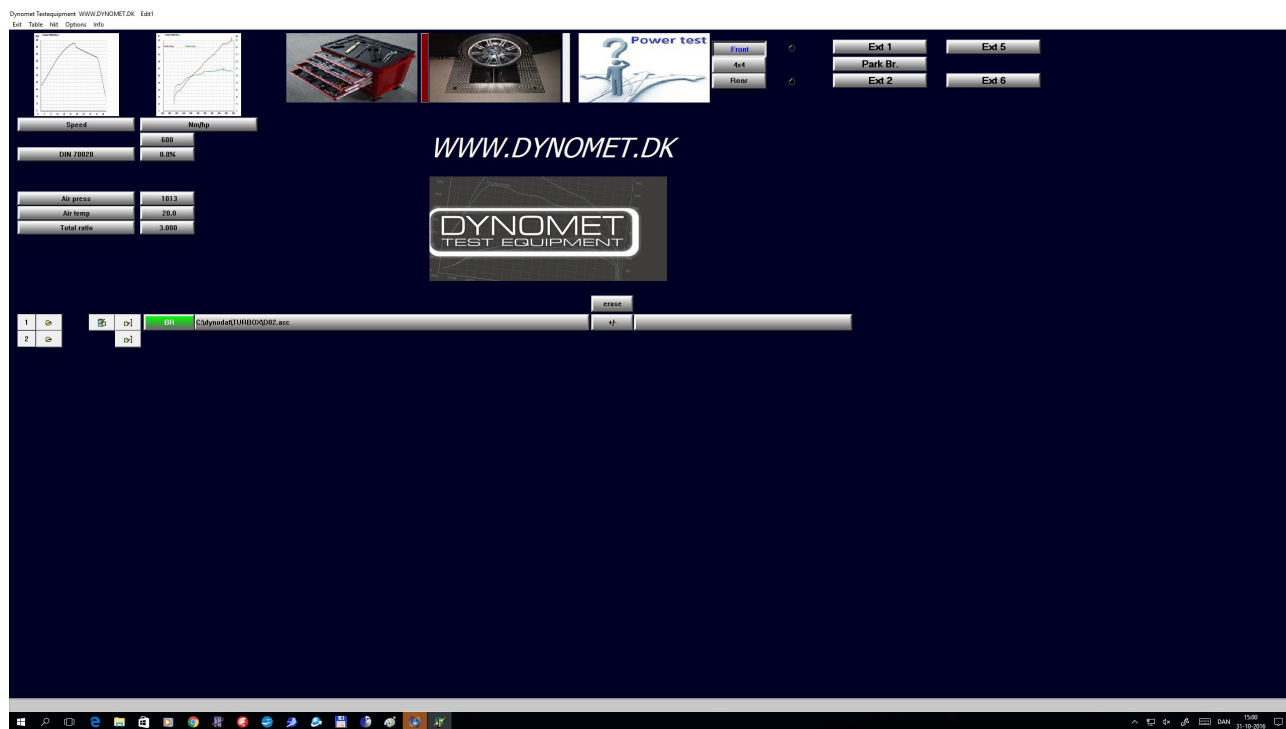 Dynomet Testequipment WWW.DYNOMET.DK Edit1
Exit Table hkt Options Info
Power test
Front
4x4
Rear
Ext 1
Park Br.
Ext 2
Ext 5
Ext 6
Speed
Nm/hp
600
DIN 70020
0.0%
Air press
1013
Air temp
20.0
Total ratio
3.000
WWW.DYNOMET.DK
DYNOMET
TEST EQUIPMENT
erase
1
BR
C:\dynodat\TURBOX\D02.acc
+/-
2
DAN
15:00
31-10-2016